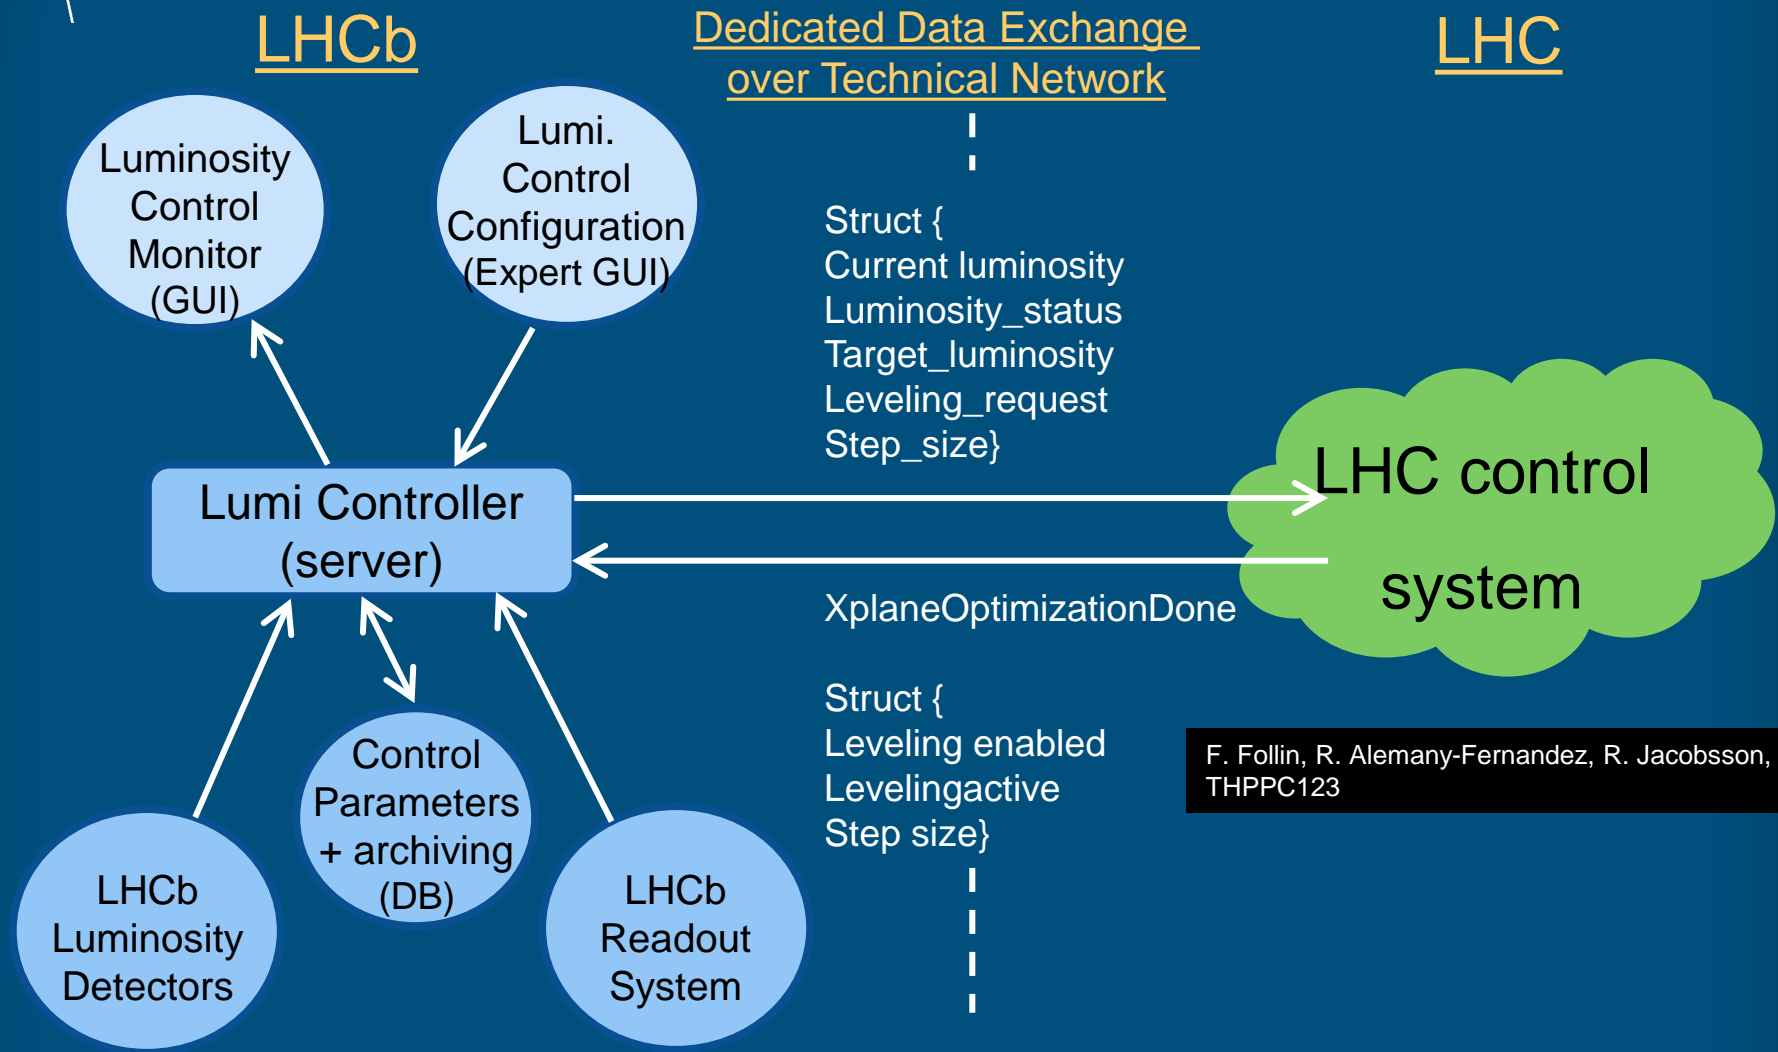 LHCb
Dedicated Data Exchange
over Technical Network
LHC
Luminosity
Control
Monitor
(GUI)
Lumi.
Control
Configuration
(Expert GUI)
Struct {
Current luminosity
Luminosity_status
Target_luminosity
Leveling_request
Step_size}
Lumi Controller
(server)
LHC control
system
XplaneOptimizationDone
Struct {
Leveling enabled
Levelingactive
Step size}
F. Follin, R. Alemany-Fernandez, R. Jacobsson,
THPPC123
Control
Parameters
+ archiving
(DB)
LHCb
Luminosity
Detectors
LHCb
Readout
System